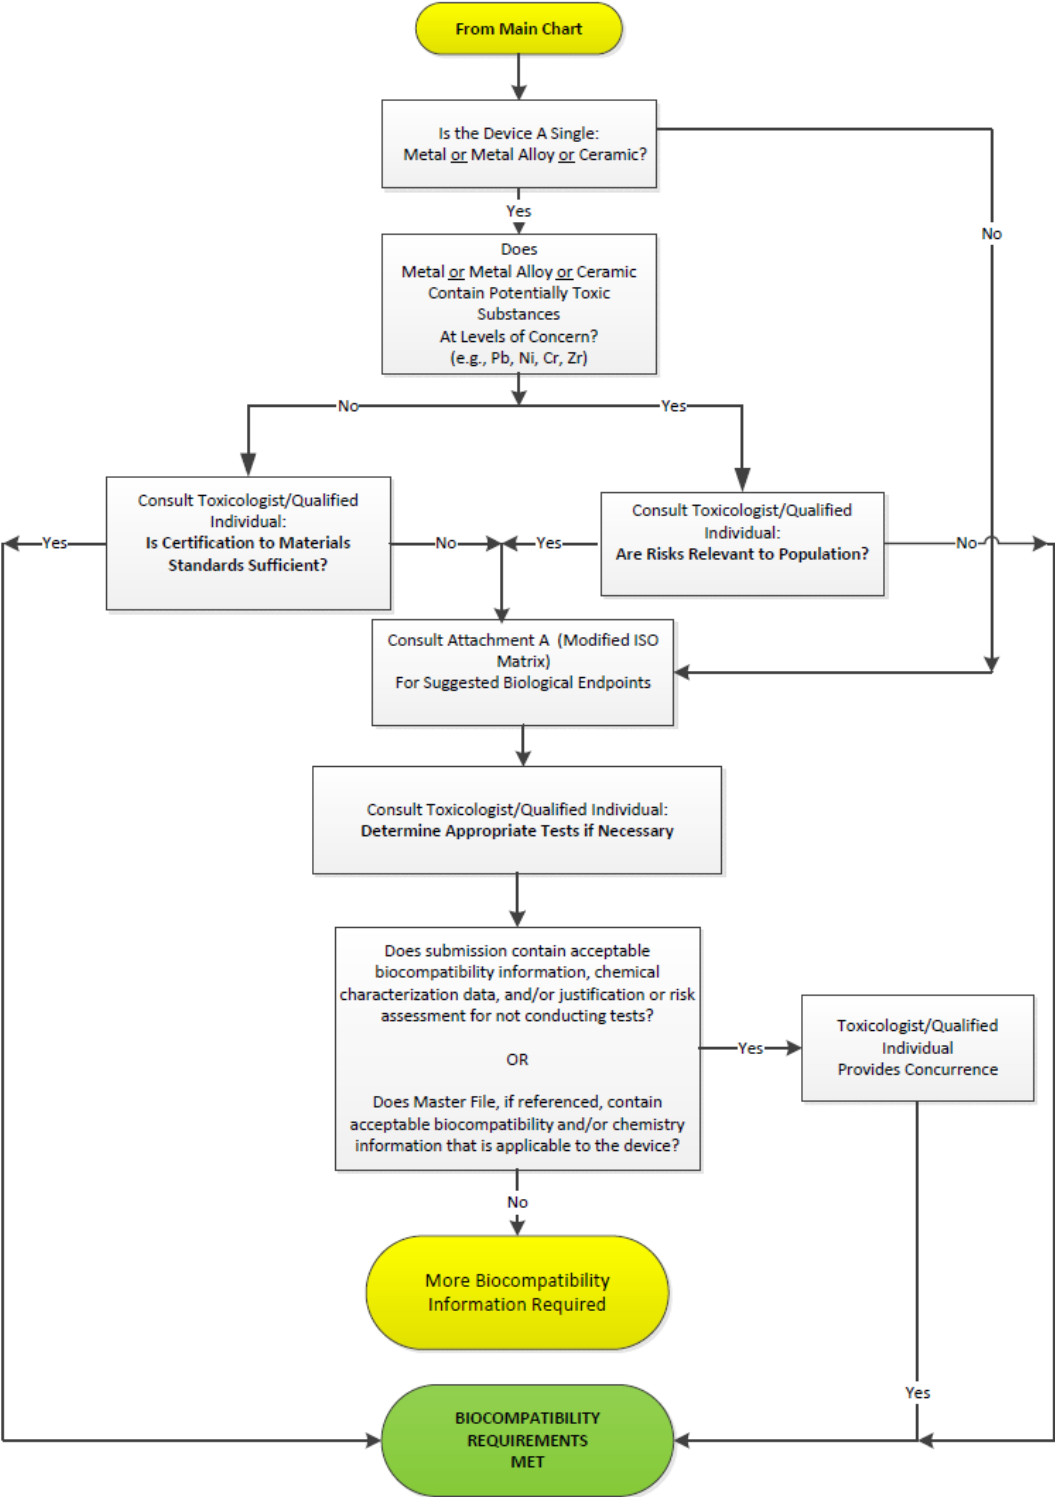 From Main Chart
Is the Device A Single:
Metal or Metal Alloy or Ceramic?
No
Yes
Does
Metal or Metal Alloy or Ceramic
Contain Potentially Toxic
Substances
At Levels of Concern?
(e.g., Pb, Ni, Cr, Zr)
No
Yes
Consult Toxicologist/Qualified
Individual:
Is Certification to Materials
Standards Sufficient?
Consult Toxicologist/Qualified
Individual:
Are Risks Relevant to Population?
Yes
No
Yes
No
Consult Attachment A (Modified ISO
Matrix)
For Suggested Biological Endpoints
Consult Toxicologist/Qualified Individual:
Determine Appropriate Tests if Necessary
Does submission contain acceptable
biocompatibility information, chemical
characterization data, and/or justification or risk
assessment for not conducting tests?
OR
Does Master File, if referenced, contain
acceptable biocompatibility and/or chemistry
information that is applicable to the device?
Yes
Toxicologist/Qualified
Individual
Provides Concurrence
No
More Biocompatibility
Information Required
Yes
BIOCOMPATIBILITY
REQUIREMENTS
MET